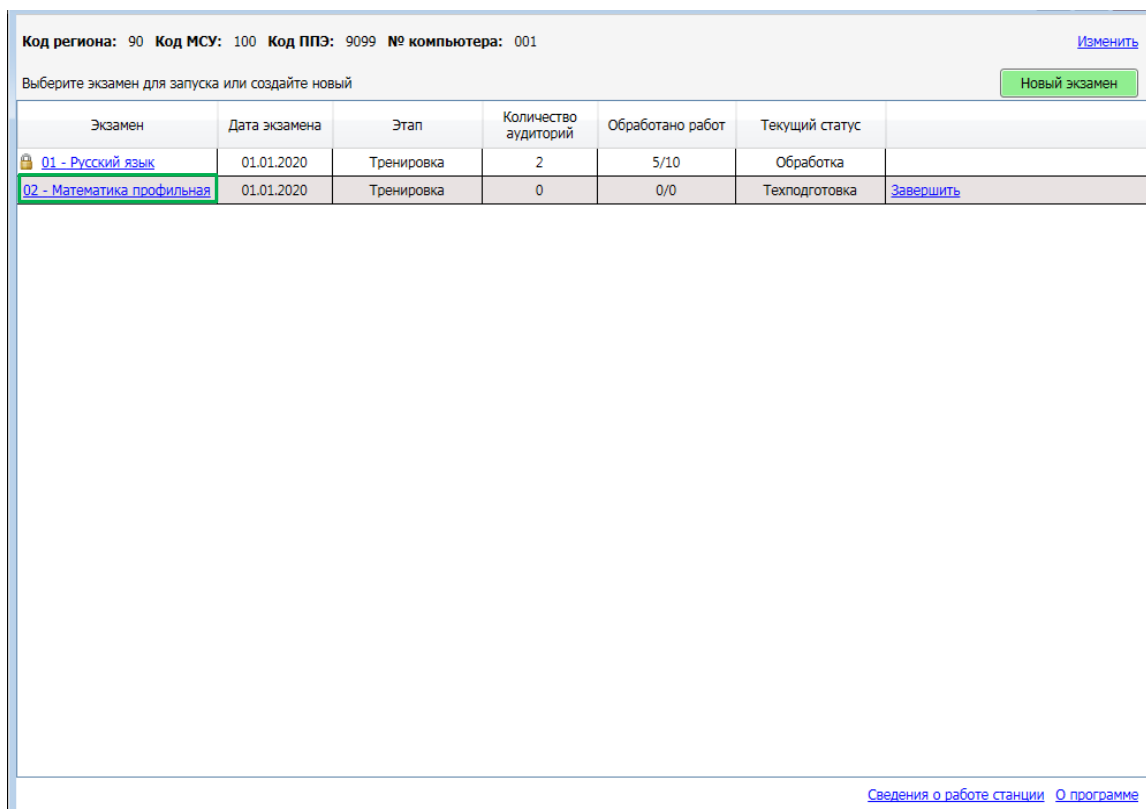 Код региона: 90 Код МСУ: 100 Код ППЭ: 9099 № компьютера: 001 Изменить
Выберите экзамен для запуска или создайте новый Новый экзамен
Экзамен Дата экзамена Этап Количество аудиторий Обработано работ Текущий статус
01 - Русский язык 01.01.2020 Тренировка 2 5/10 Обработка
02 - Математика профильная 01.01.2020 Тренировка 0 0/0 Техподготовка Завершить
Сведения о работе станции О программе